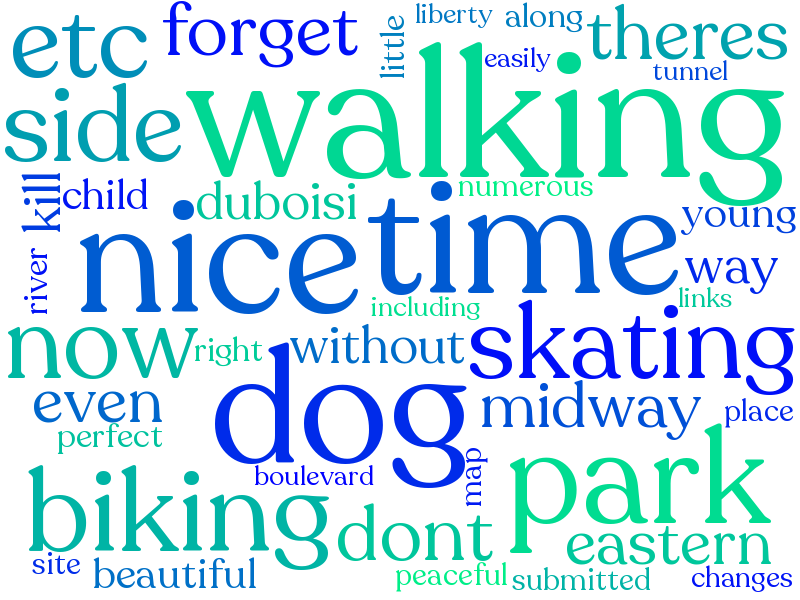 etc
forget
little
liberty
along
theres
easily
tunnel
side
walking
kill
child
duboisi
numerous
young
nice
time
way
river
including
links
now
right
without
skating
even
dog
midway
place
perfect
boulevard
map
park
biking
dont
eastern
site
beautiful
peaceful
submitted
changes